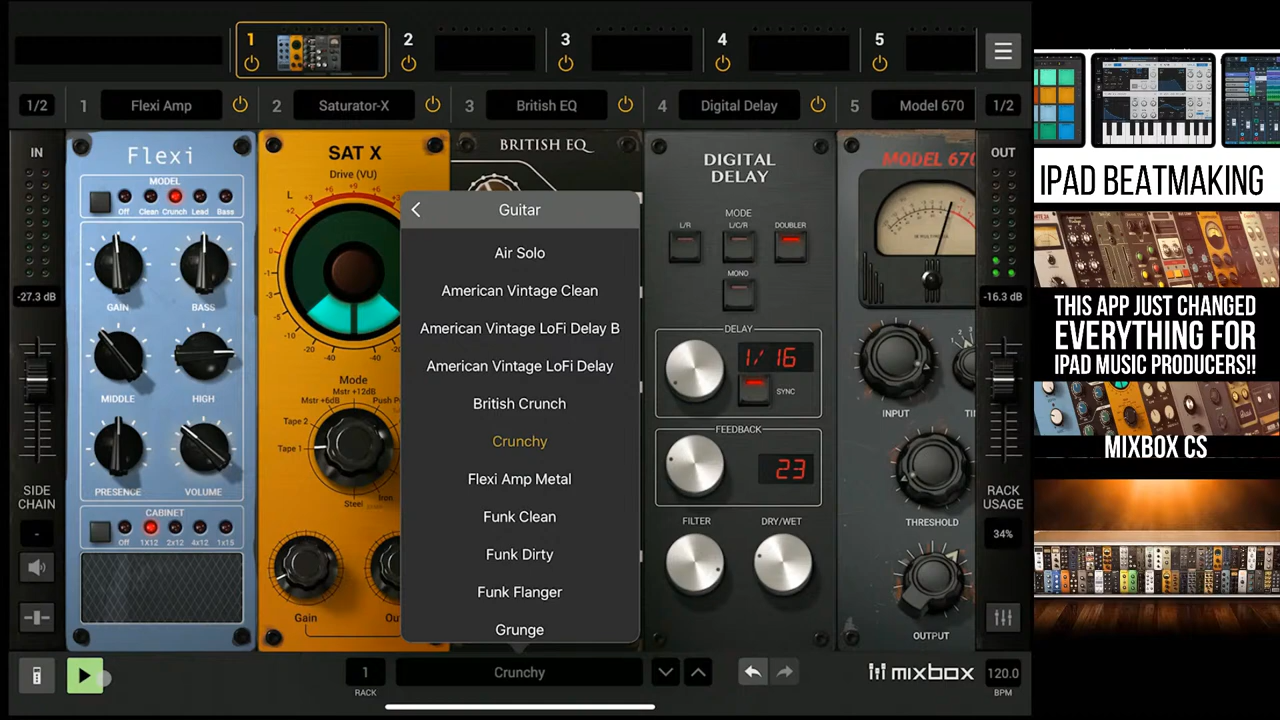 1
2
3
4
5
1/2
1 Flexi Amp
2 Saturator-X
3 British EQ
4 Digital Delay
5 Model 670
1/2
IN
-27.3 dB
SIDE
CHAIN
-
Flexi
MODEL
Off Clean Crunch Lead Bass
GAIN
BASS
MIDDLE
HIGH
PRESENCE
VOLUME
CABINET
Off 1X12 2x12 4x12 1x15
SAT X
Drive (VU)
L
Mode
Mstr +12dB
Mstr+6dB
Push P
Tape 2
Tape 1
Steel
Iron
Gain
Ou
BRITISH EQ
Guitar
Air Solo
American Vintage Clean
American Vintage LoFi Delay B
American Vintage LoFi Delay
British Crunch
Crunchy
Flexi Amp Metal
Funk Clean
Funk Dirty
Funk Flanger
Grunge
DIGITAL
DELAY
MODE
L/R
L/C/R
DOUBLER
MONO
DELAY
1/16
SYNC
FEEDBACK
23
FILTER
DRY/WET
MODEL 670
INPUT
THRESHOLD
OUTPUT
OUT
-16.3 dB
RACK
USAGE
34%
1
RACK
Crunchy
mixbox
120.0
BPM
IPAD BEATMAKING
THIS APP JUST CHANGED
EVERYTHING FOR
IPAD MUSIC PRODUCERS!!
MIXBOX CS